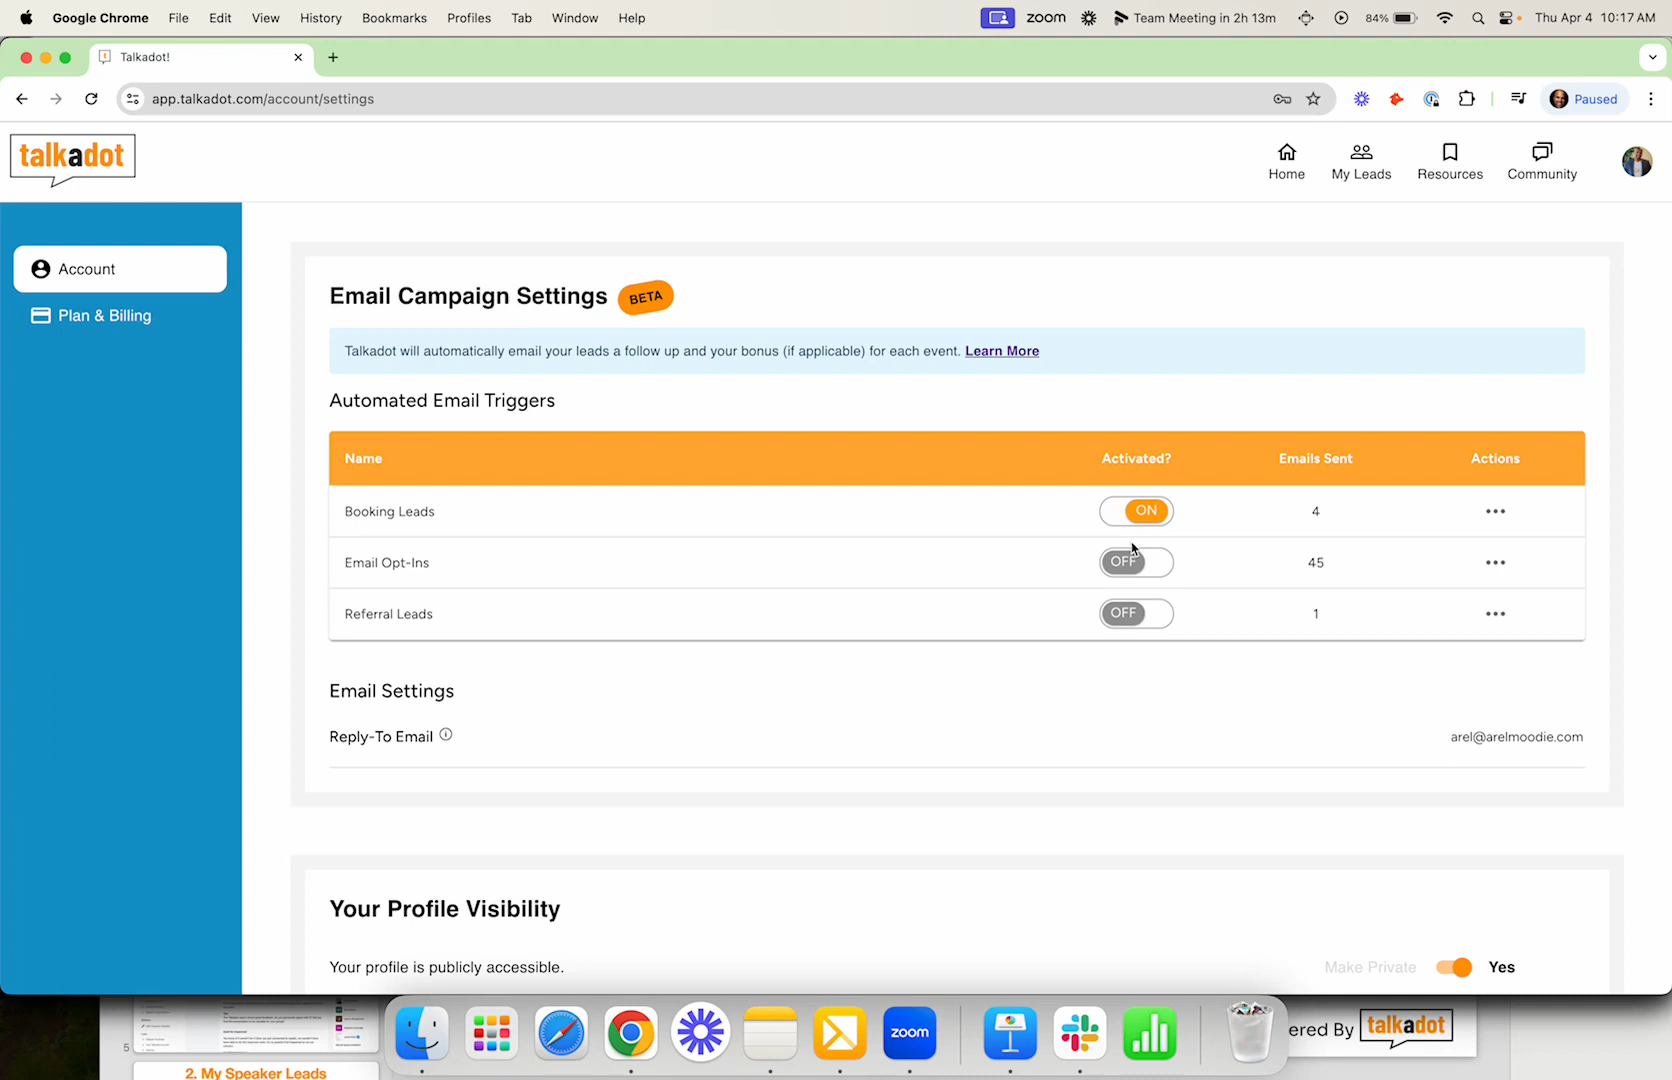 Google Chrome File Edit View History Bookmarks Profiles Tab Window Help zoom Team Meeting in 2h 13m 84% Thu Apr 4 10:17 AM
Talkadot!
app.talkadot.com/account/settings Paused
talkadot
Home My Leads Resources Community
Account
Plan & Billing
Email Campaign Settings BETA
Talkadot will automatically email your leads a follow up and your bonus (if applicable) for each event. Learn More
Automated Email Triggers
Name Activated? Emails Sent Actions
Booking Leads ON 4
Email Opt-Ins OFF 45
Referral Leads OFF 1
Email Settings
Reply-To Email arel@arelmoodie.com
Your Profile Visibility
Your profile is publicly accessible. Make Private Yes
zoom
ered By talkadot
5
2. My Speaker Leads